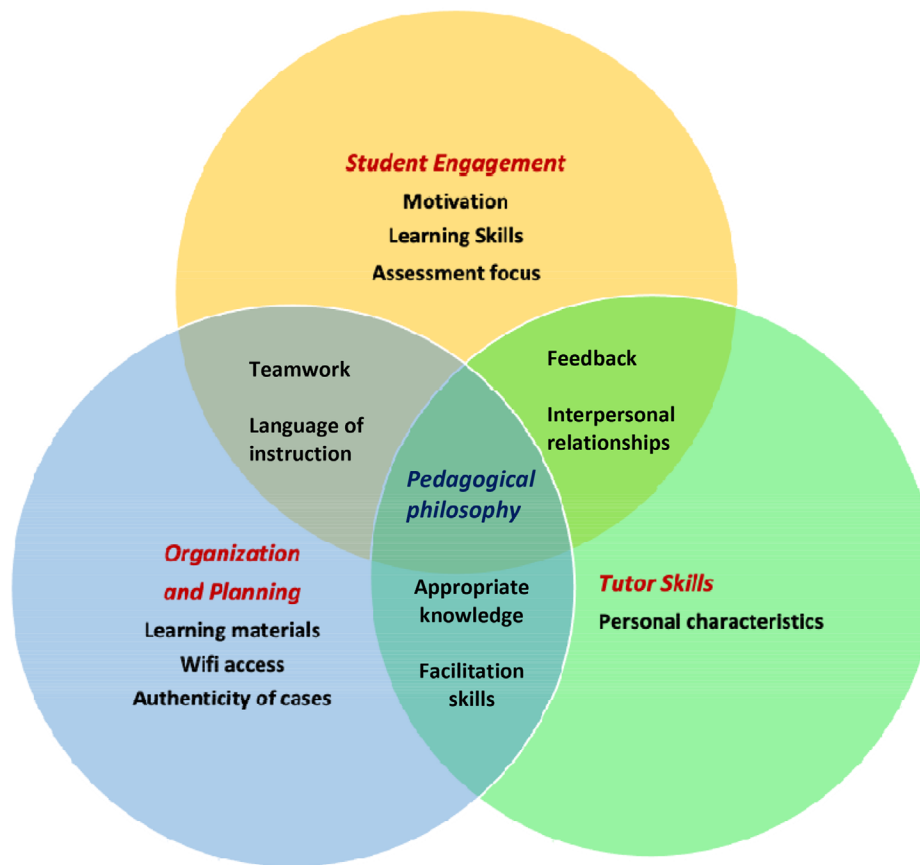 Student Engagement
Motivation
Learning Skills
Assessment focus
Teamwork
Language of
instruction
Feedback
Interpersonal
relationships
Pedagogical
philosophy
Organization
and Planning
Learning materials
Wifi access
Authenticity of cases
Appropriate
knowledge
Facilitation
skills
Tutor Skills
Personal characteristics